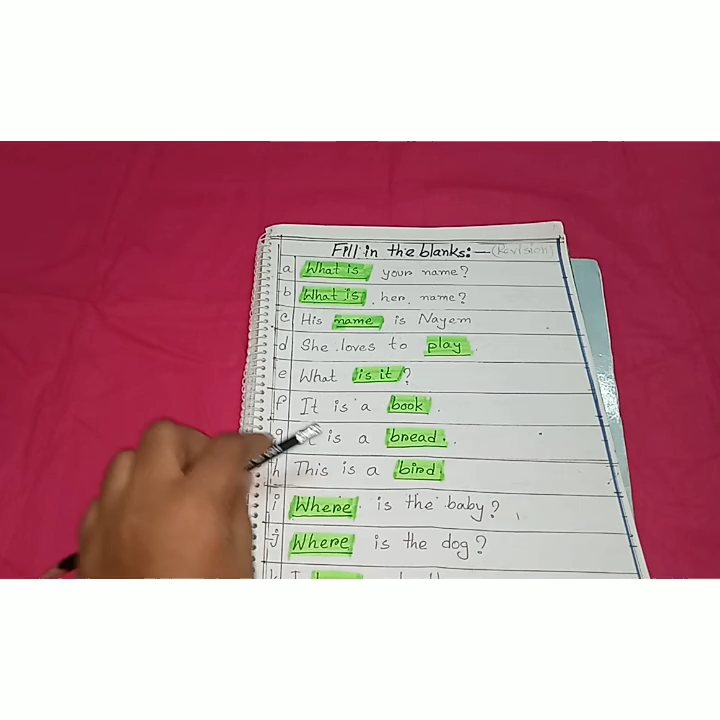 Fill in the blanks:— (Revision)
a What is your name?
b What is her name?
c His name is Nayem
d She loves to play
e What is it?
f It is a book.
g is a bread.
h This is a bird
i Where is the baby?
j Where is the dog?